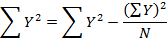 ∑ Y² = ∑ Y² − (∑Y)² / N